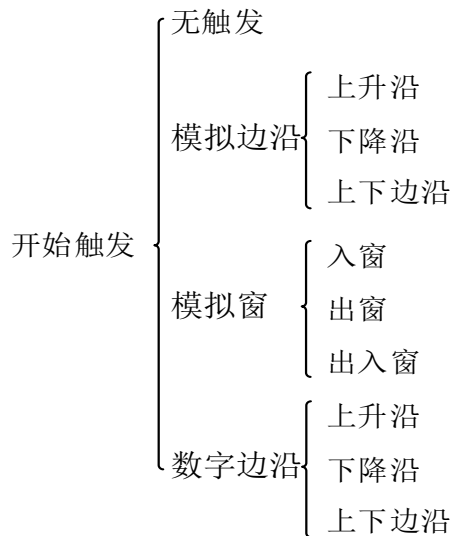 无触发
模拟边沿
上升沿
下降沿
上下边沿
开始触发
模拟窗
入窗
出窗
出入窗
数字边沿
上升沿
下降沿
上下边沿